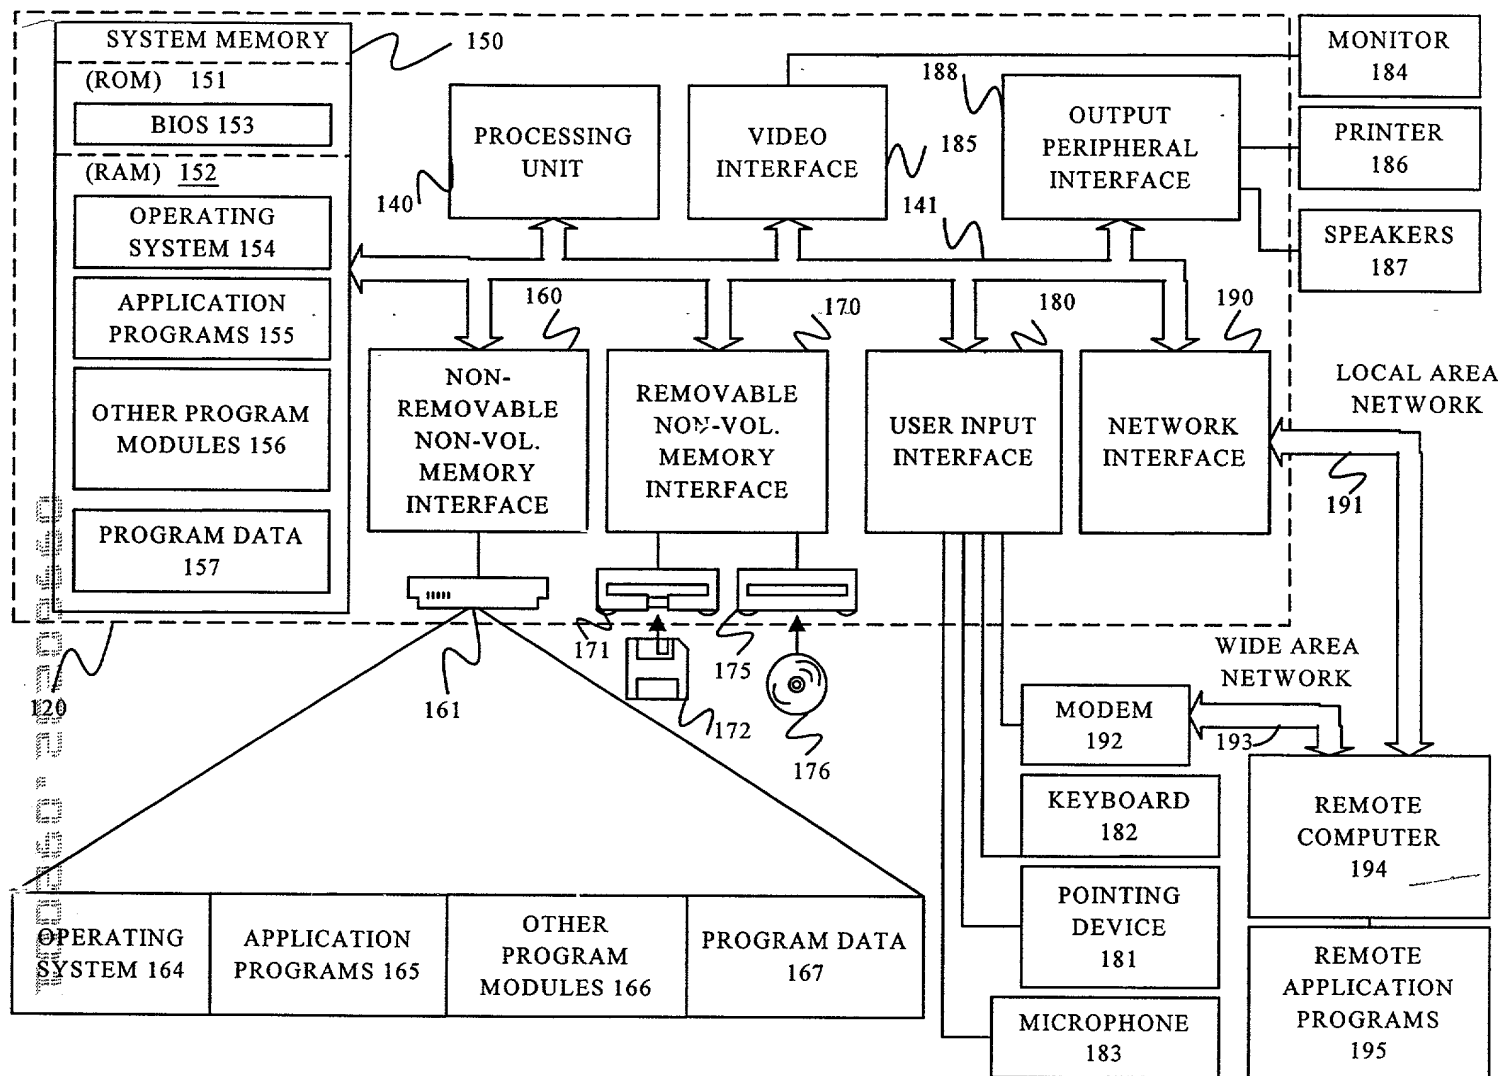 SYSTEM MEMORY
150
(ROM) 151
BIOS 153
(RAM) 152
OPERATING
SYSTEM 154
APPLICATION
PROGRAMS 155
OTHER PROGRAM
MODULES 156
PROGRAM DATA
157
PROCESSING
UNIT
140
VIDEO
INTERFACE
185
188
OUTPUT
PERIPHERAL
INTERFACE
141
MONITOR
184
PRINTER
186
SPEAKERS
187
160
170
180
190
NON-
REMOVABLE
NON-VOL.
MEMORY
INTERFACE
REMOVABLE
NON-VOL.
MEMORY
INTERFACE
USER INPUT
INTERFACE
NETWORK
INTERFACE
LOCAL AREA
NETWORK
191
120
161
171
172
175
176
WIDE AREA
NETWORK
MODEM
192
193
KEYBOARD
182
POINTING
DEVICE
181
MICROPHONE
183
REMOTE
COMPUTER
194
REMOTE
APPLICATION
PROGRAMS
195
OPERATING
SYSTEM 164
APPLICATION
PROGRAMS 165
OTHER
PROGRAM
MODULES 166
PROGRAM DATA
167